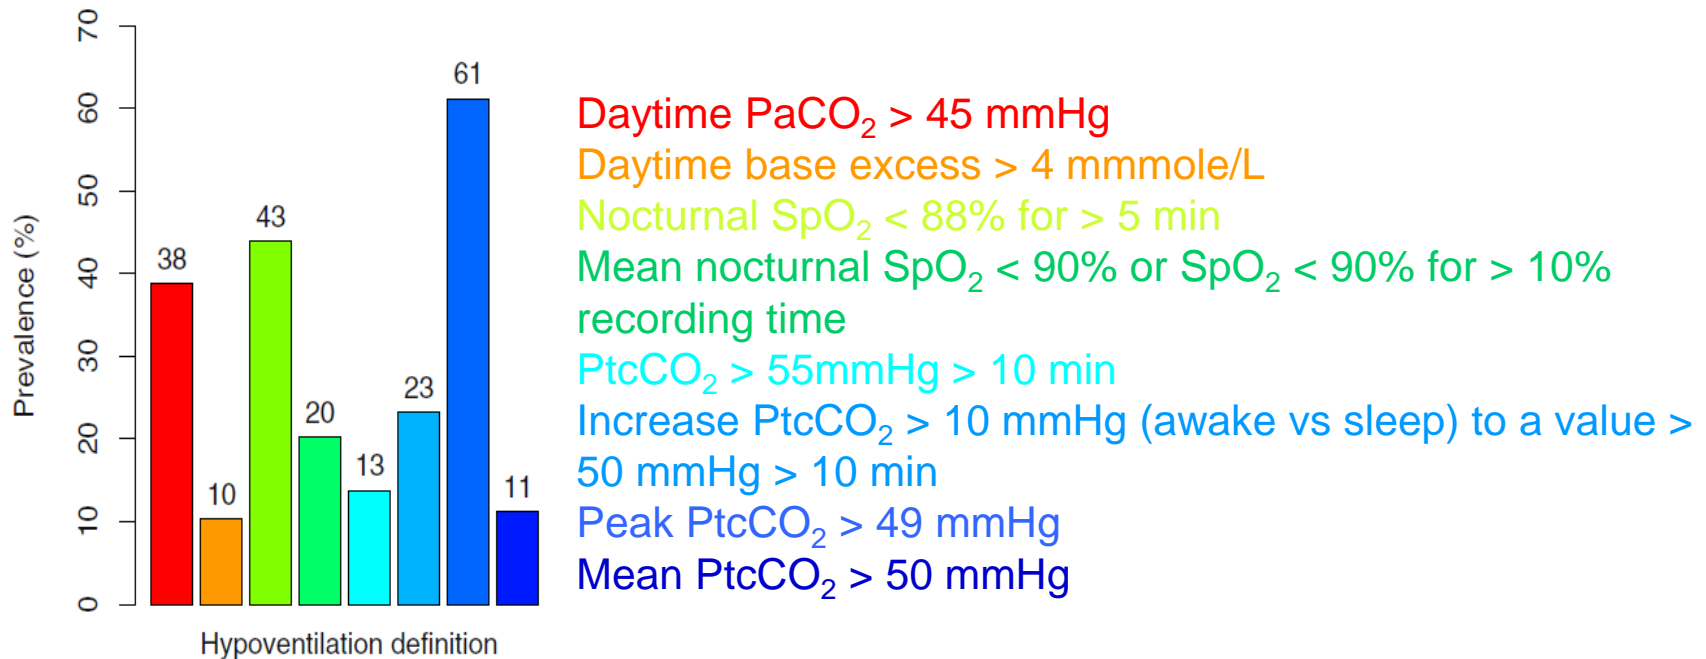 70
60
50
40
30
20
10
0
Prevalence (%)
38
10
43
20
13
23
61
11
Hypoventilation definition
Daytime PaCO₂ > 45 mmHg
Daytime base excess > 4 mmmole/L
Nocturnal SpO₂ < 88% for > 5 min
Mean nocturnal SpO₂ < 90% or SpO₂ < 90% for > 10%
recording time
PtcCO₂ > 55mmHg > 10 min
Increase PtcCO₂ > 10 mmHg (awake vs sleep) to a value >
50 mmHg > 10 min
Peak PtcCO₂ > 49 mmHg
Mean PtcCO₂ > 50 mmHg